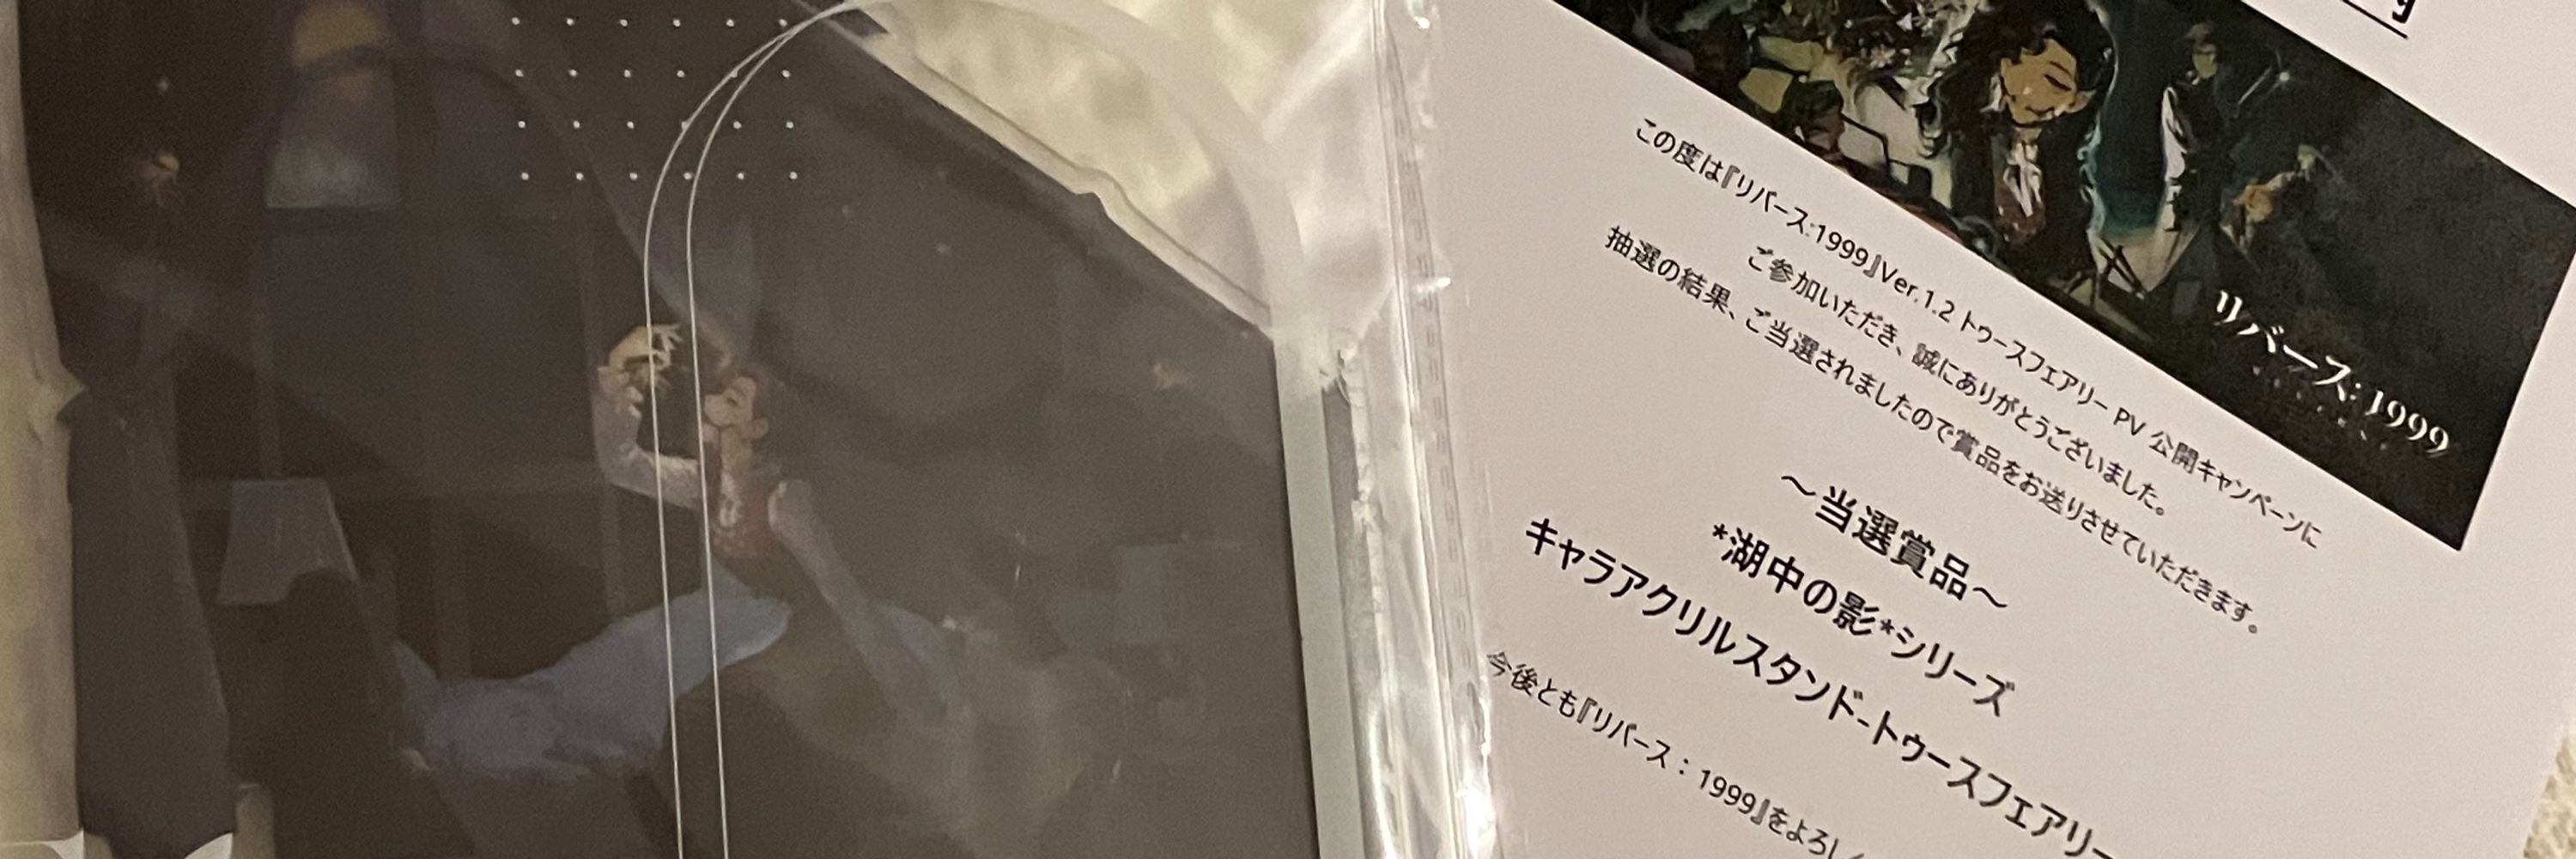 リバース:1999
この度は『リバース:1999』Ver.1.2 トゥースフェアリー PV 公開キャンペーンに
ご参加いただき、誠にありがとうございました。
抽選の結果、ご当選されましたので賞品をお送りさせていただきます。
～当選賞品～
*湖中の影*シリーズ
キャラアクリルスタンド-トゥースフェアリー
今後とも『リバース：1999』をよろし